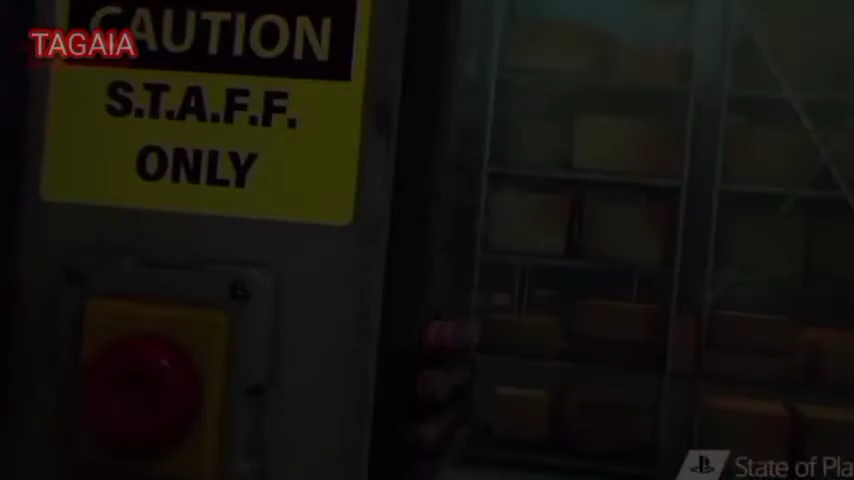 TAGAIA
CAUTION
S.T.A.F.F.
ONLY
State of Pla